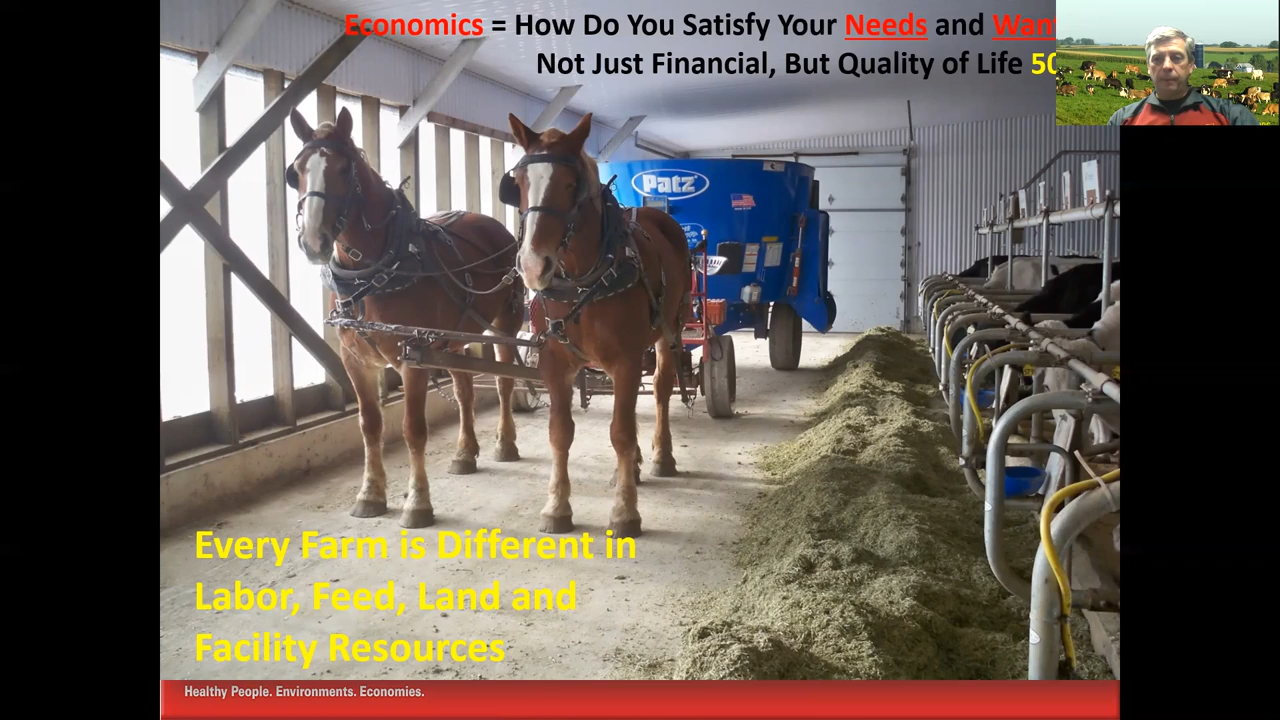 Economics = How Do You Satisfy Your Needs and
Not Just Financial, But Quality of Life
Patz
Every Farm is Different in
Labor, Feed, Land and
Facility Resources
Healthy People. Environments. Economies.